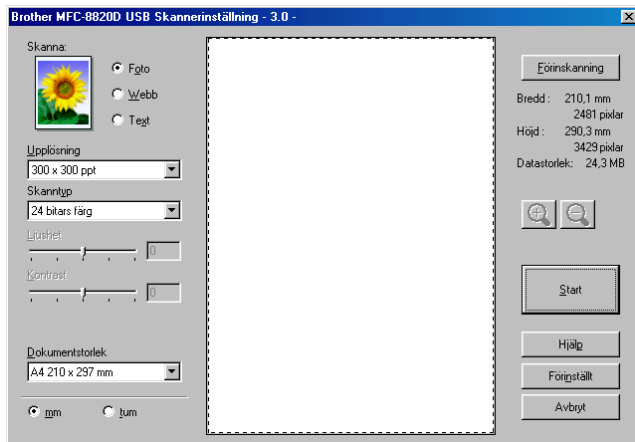 Brother MFC-8820D USB Skannerinställning - 3.0 -
Skanna:
Foto
Webb
Text
Upplösning
300 x 300 ppt
Skanntyp
24 bitars färg
Ljushet
0
Kontrast
0
Dokumentstorlek
A4 210 x 297 mm
mm tum
Förinskanning
Bredd : 210,1 mm
2481 pixlar
Höjd : 290,3 mm
3429 pixlar
Datastorlek: 24,3 MB
Start
Hjälp
Förinställt
Avbryt